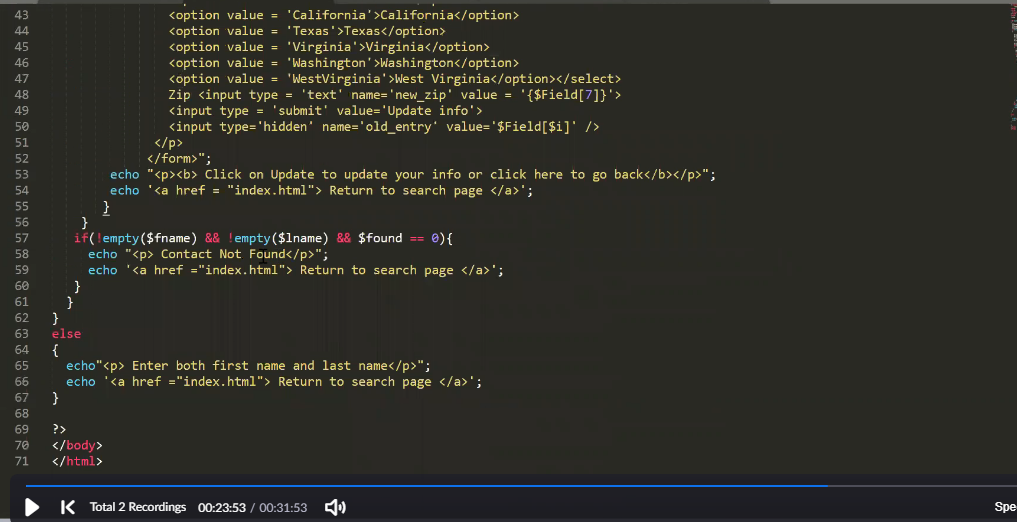 43 <option value = 'California'>California</option>
44 <option value = 'Texas'>Texas</option>
45 <option value = 'Virginia'>Virginia</option>
46 <option value = 'Washington'>Washington</option>
47 <option value = 'WestVirginia'>West Virginia</option></select>
48 Zip <input type = 'text' name='new_zip' value = '{$Field[7]}'>
49 <input type = 'submit' value='Update info'>
50 <input type='hidden' name='old_entry' value='$Field[$i]' />
51 </p>
52 </form>";
53 echo "<p><b> Click on Update to update your info or click here to go back</b></p>";
54 echo '<a href = "index.html"> Return to search page </a>';
55 }
56 }
57 if(!empty($fname) && !empty($lname) && $found == 0){
58 echo "<p> Contact Not Found</p>";
59 echo '<a href ="index.html"> Return to search page </a>';
60 }
61 }
62 }
63 else
64 {
65 echo"<p> Enter both first name and last name</p>";
66 echo '<a href ="index.html"> Return to search page </a>';
67 }
68
69 ?>
70 </body>
71 </html>
Total 2 Recordings 00:23:53 / 00:31:53 Spe